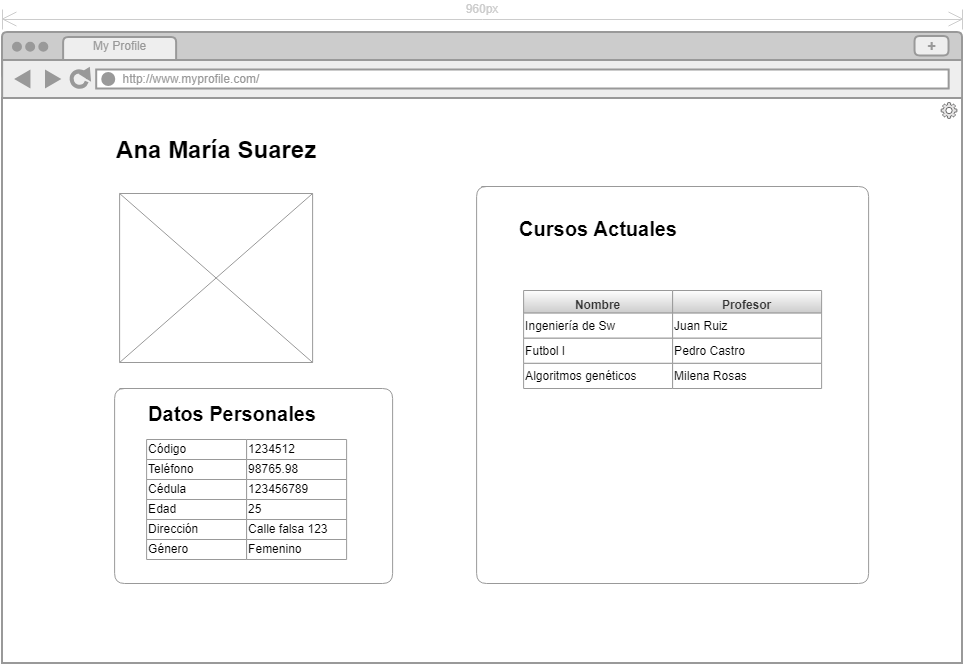 960px
My Profile
+
http://www.myprofile.com/
Ana María Suarez
Datos Personales
Código 1234512
Teléfono 98765.98
Cédula 123456789
Edad 25
Dirección Calle falsa 123
Género Femenino
Cursos Actuales
Nombre Profesor
Ingeniería de Sw Juan Ruiz
Futbol I Pedro Castro
Algoritmos genéticos Milena Rosas